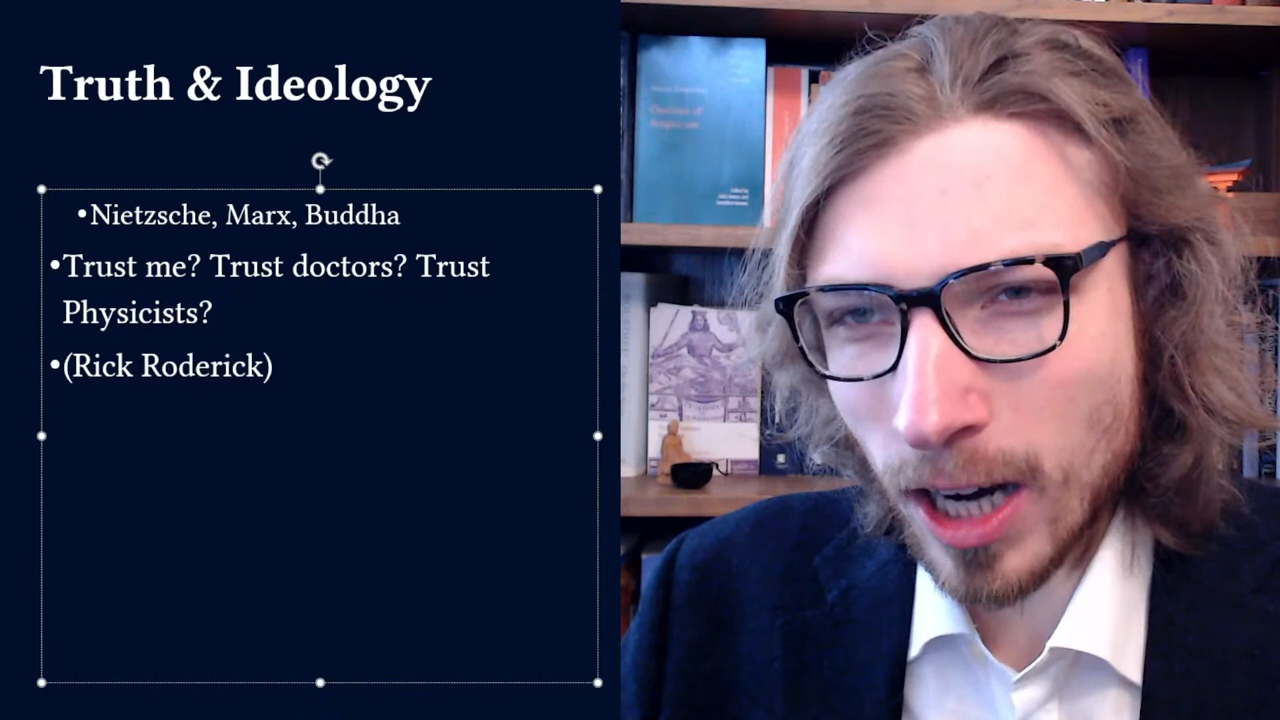 Truth & Ideology
•Nietzsche, Marx, Buddha
•Trust me? Trust doctors? Trust
Physicists?
•(Rick Roderick)